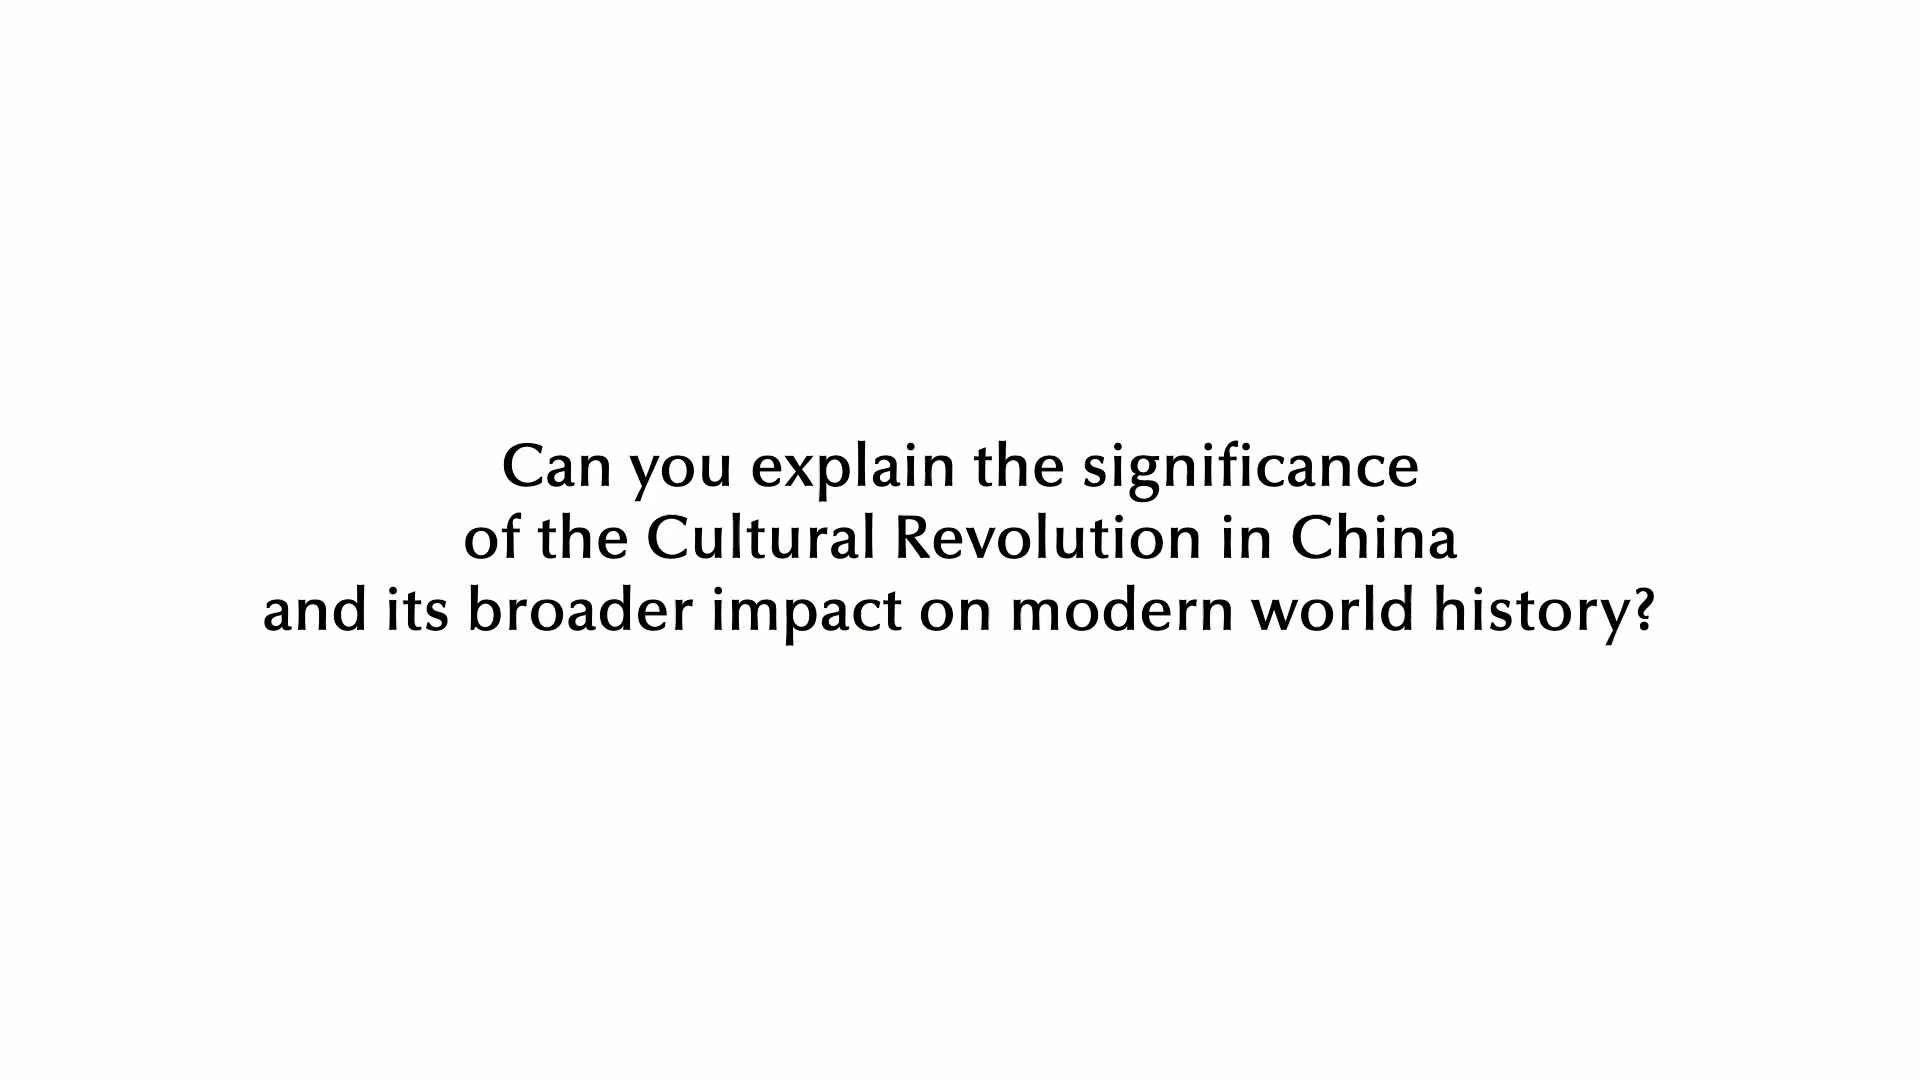 Can you explain the significance
of the Cultural Revolution in China
and its broader impact on modern world history?